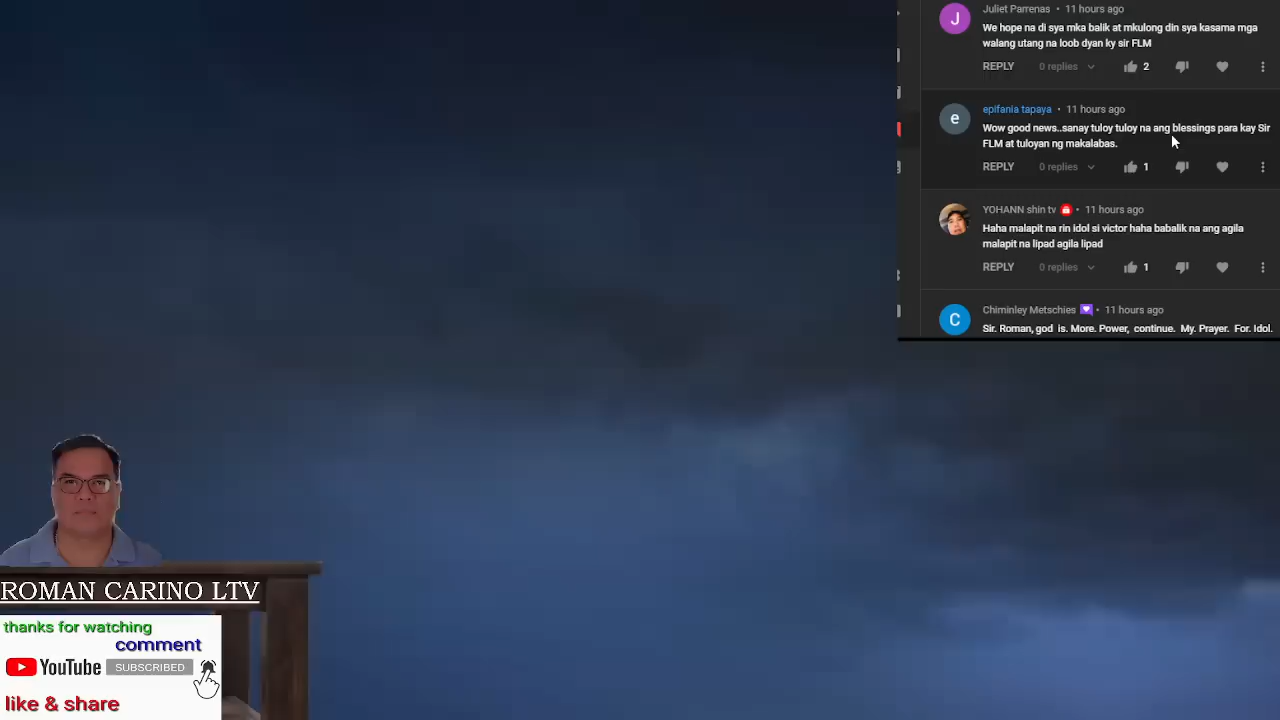 Juliet Parrenas • 11 hours ago
We hope na di sya mka balik at mkulong din sya kasama mga
walang utang na loob dyan ky sir FLM
REPLY 0 replies 2
e
epifania tapaya • 11 hours ago
Wow good news..sanay tuloy tuloy na ang blessings para kay Sir
FLM at tuloyan ng makalabas.
REPLY 0 replies 1
YOHANN shin tv • 11 hours ago
Haha malapit na rin idol si victor haha babalik na ang agila
malapit na lipad agila lipad
REPLY 0 replies 1
C
Chiminley Metschies • 11 hours ago
Sir. Roman, god is. More. Power, continue. My. Prayer. For. Idol.
J
ROMAN CARINO LTV
thanks for watching
comment
YouTube SUBSCRIBED
like & share